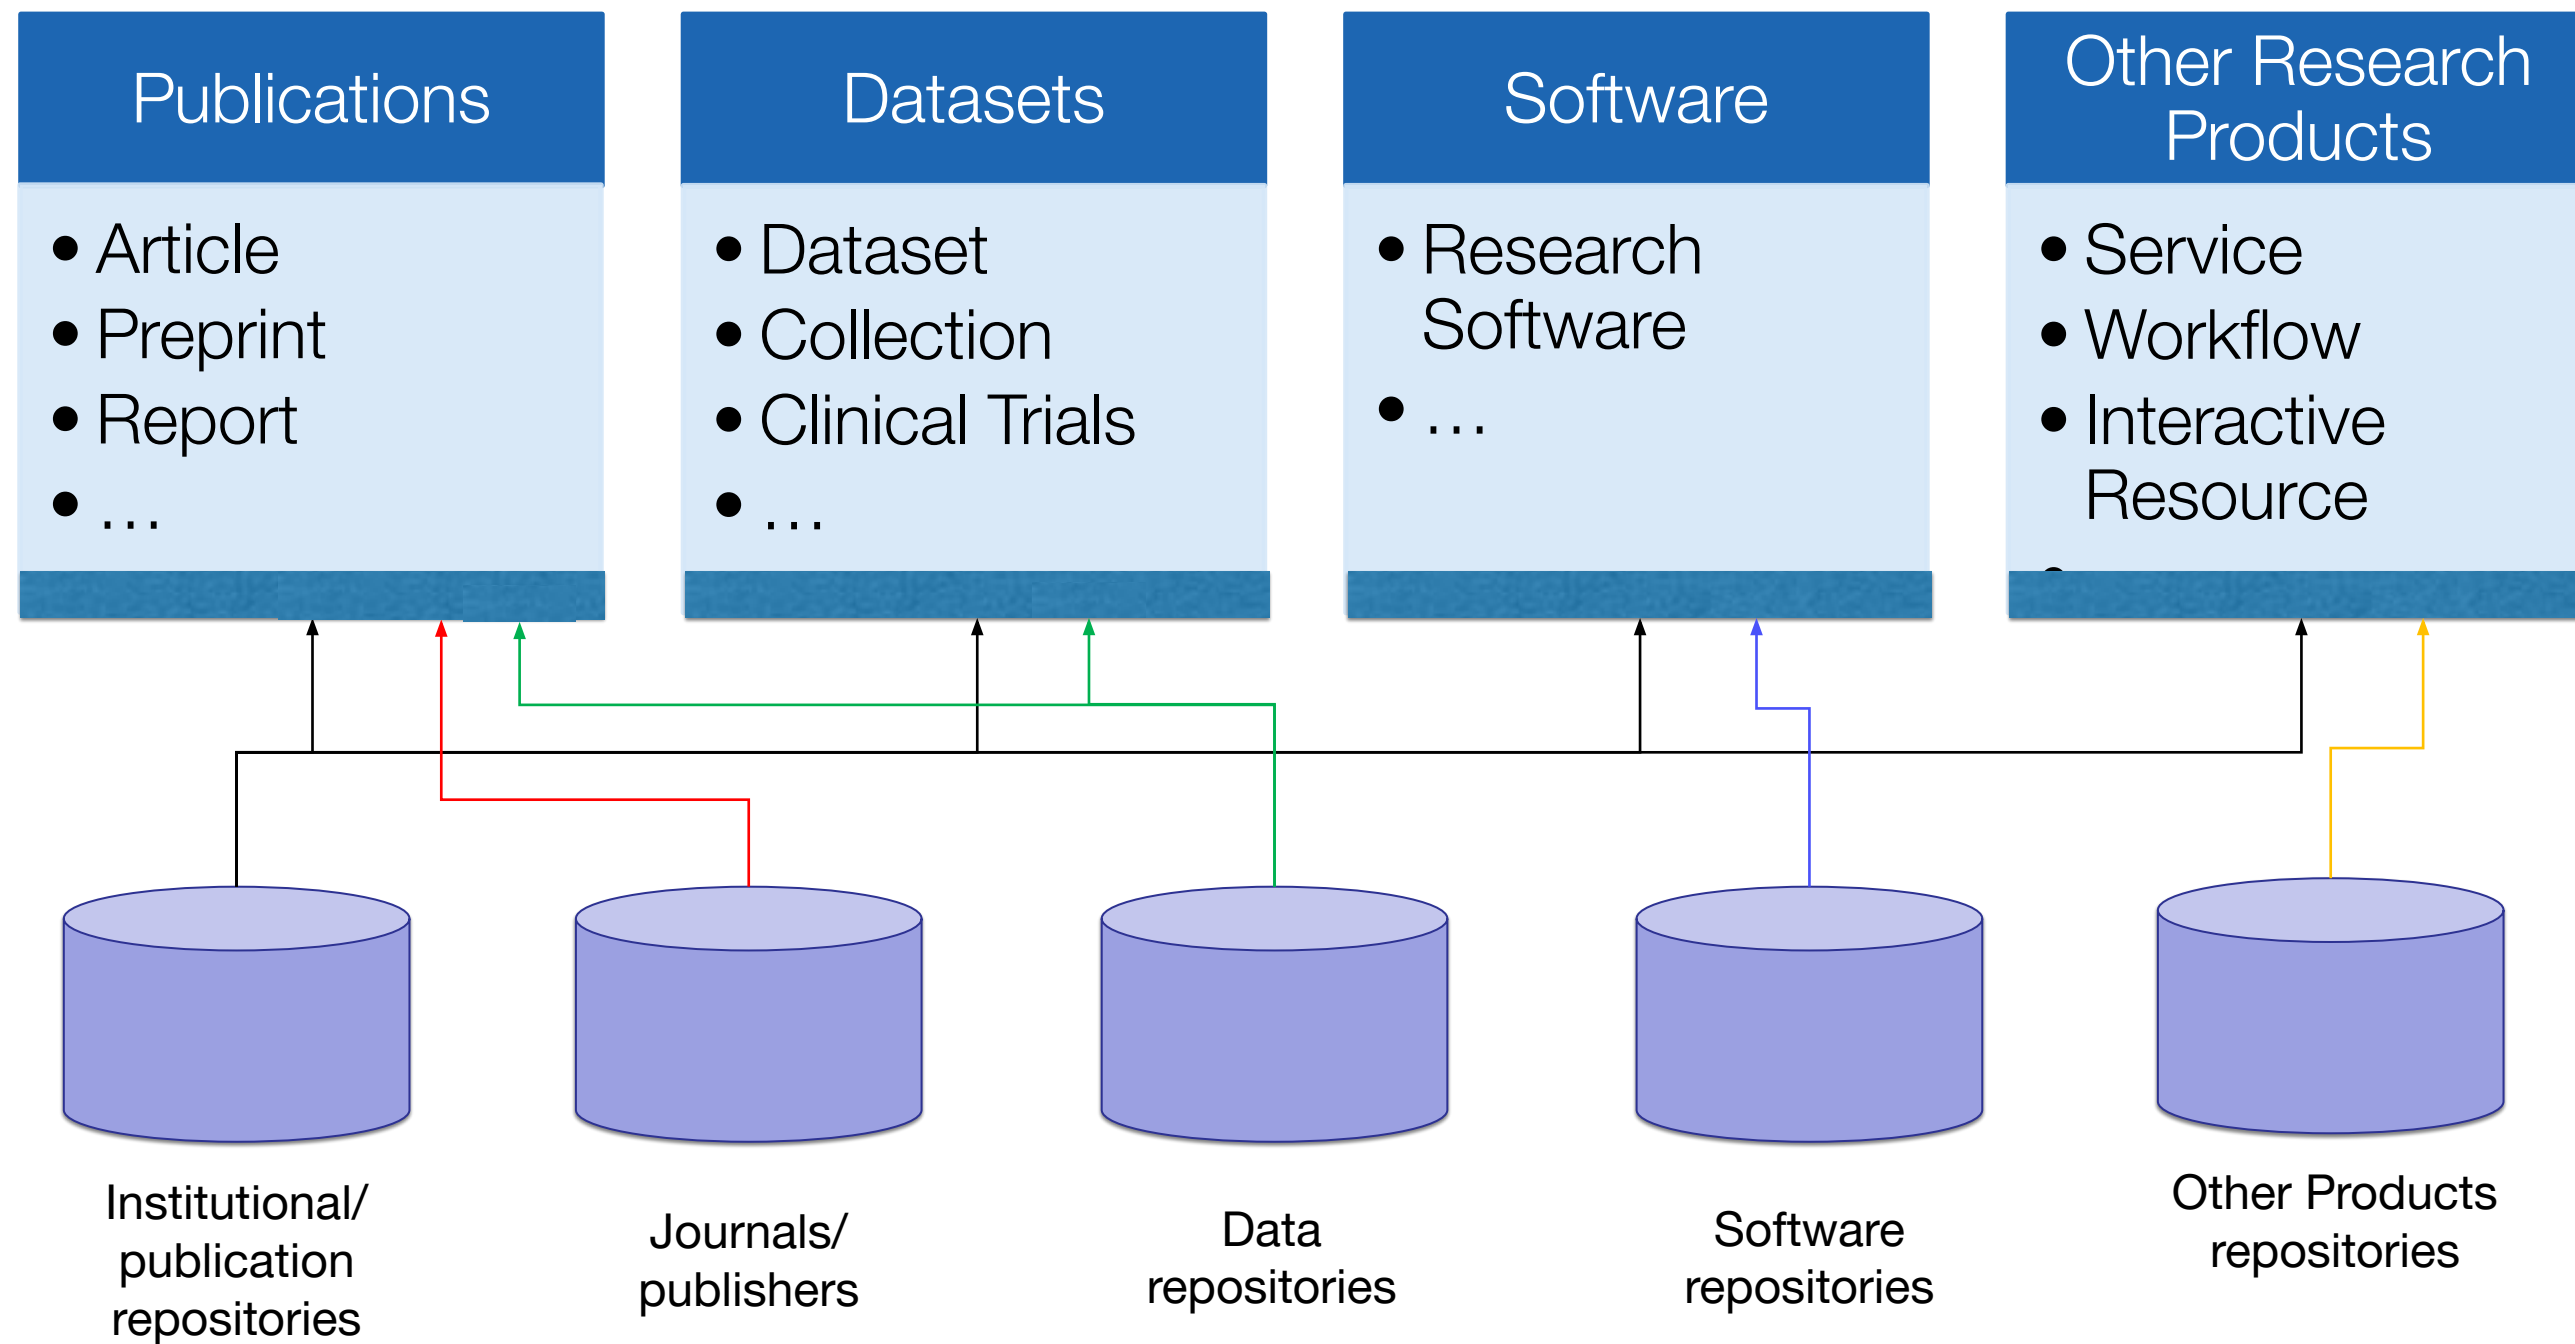 Publications
• Article
• Preprint
• Report
• …
Datasets
• Dataset
• Collection
• Clinical Trials
• …
Software
• Research
Software
• …
Other Research
Products
• Service
• Workflow
• Interactive
Resource
Institutional/
publication
repositories
Journals/
publishers
Data
repositories
Software
repositories
Other Products
repositories